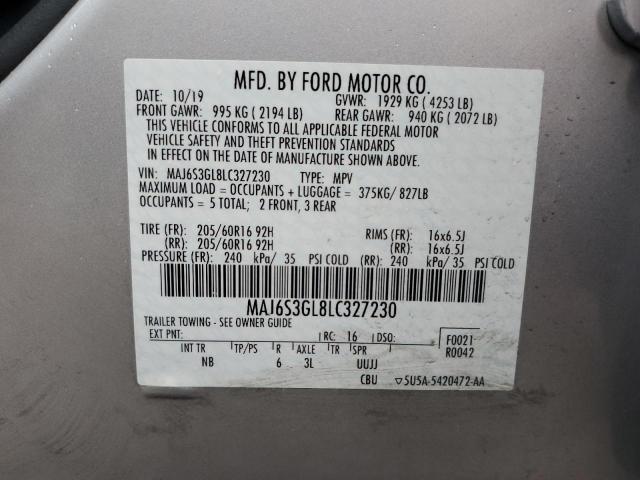 MFD. BY FORD MOTOR CO.
DATE: 10/19 GVWR: 1929 KG ( 4253 LB)
FRONT GAWR: 995 KG ( 2194 LB) REAR GAWR: 940 KG ( 2072 LB)
THIS VEHICLE CONFORMS TO ALL APPLICABLE FEDERAL MOTOR
VEHICLE SAFETY AND THEFT PREVENTION STANDARDS
IN EFFECT ON THE DATE OF MANUFACTURE SHOWN ABOVE.
VIN: MAJ6S3GL8LC327230 TYPE: MPV
MAXIMUM LOAD = OCCUPANTS + LUGGAGE = 375KG/ 827LB
OCCUPANTS = 5 TOTAL; 2 FRONT, 3 REAR
TIRE (FR): 205/60R16 92H RIMS (FR): 16x6.5J
(RR): 205/60R16 92H (RR): 16x6.5J
PRESSURE (FR): 240 kPa/ 35 PSI COLD (RR): 240 kPa/ 35 PSI COLD
MAJ6S3GL8LC327230
TRAILER TOWING - SEE OWNER GUIDE
EXT PNT: RC: 16 DSO: F0021
R0042
INT TR TP/PS R AXLE TR SPR
NB 6 3L UUJJ
CBU ▽5U5A-5420472-AA